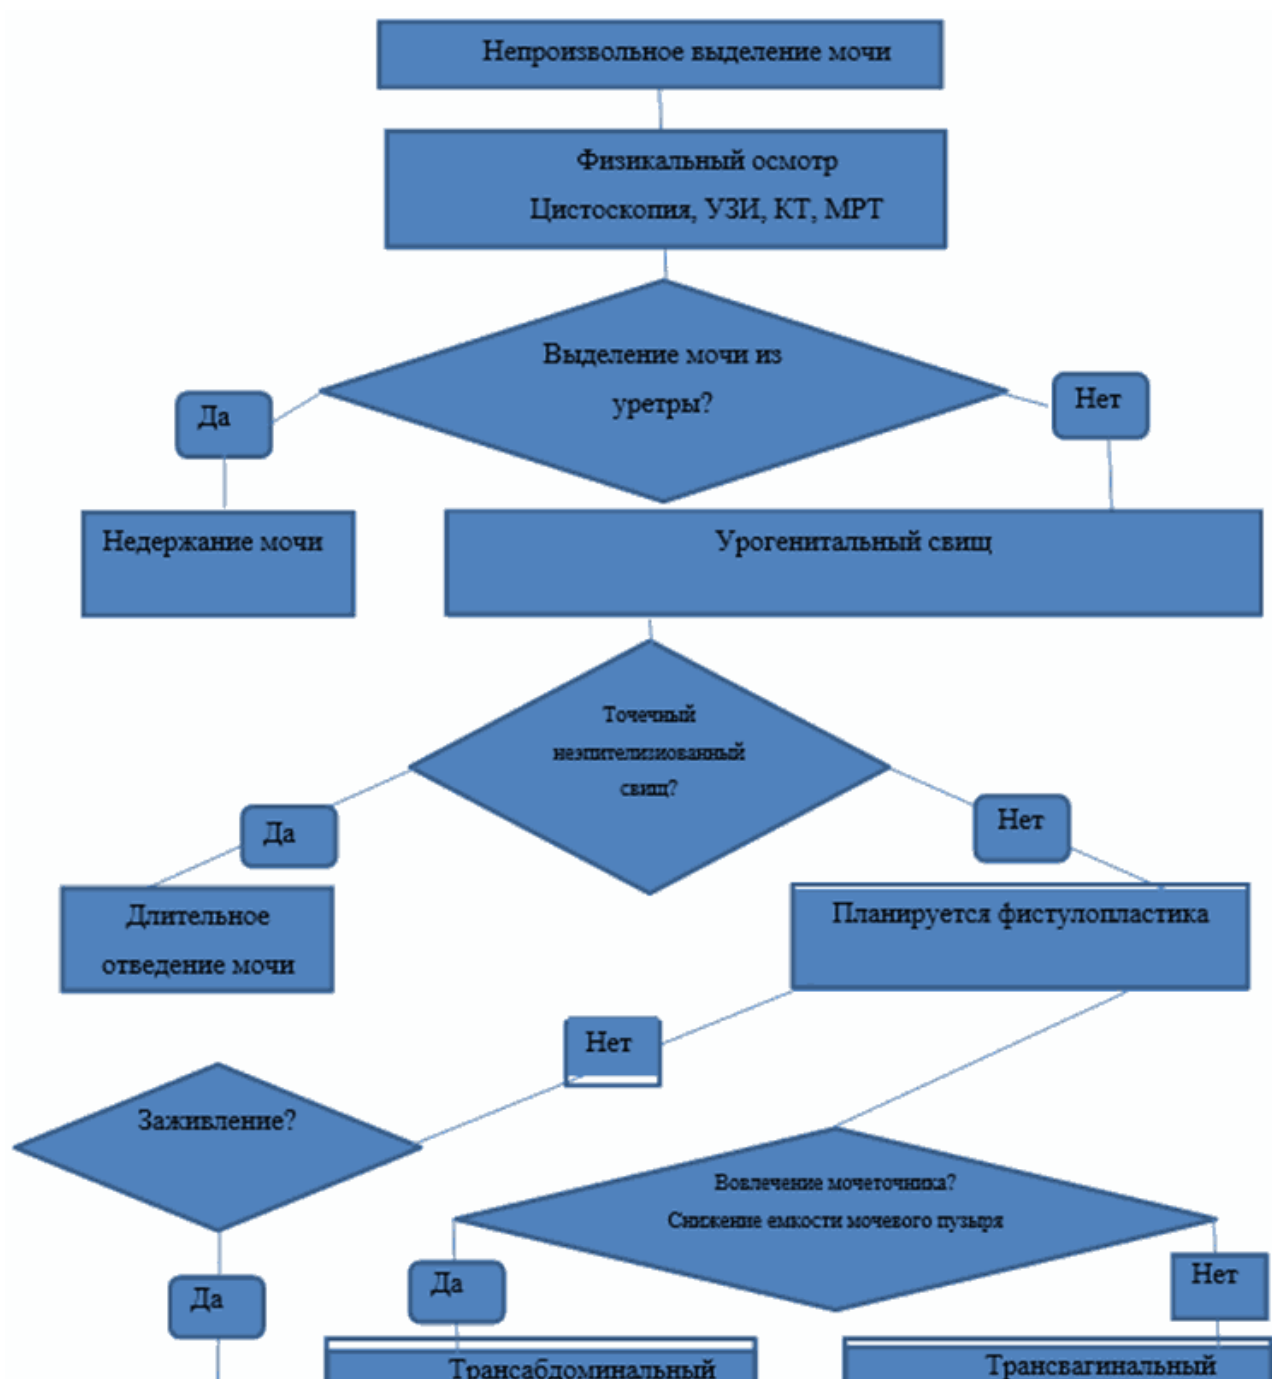 Непроизвольное выделение мочи
Физикальный осмотр
Цистоскопия, УЗИ, КТ, МРТ
Выделение мочи из
уретры?
Да
Нет
Недержание мочи
Урогенитальный свищ
Точечный
неэпителизиованный
свищ?
Да
Нет
Длительное
отведение мочи
Планируется фистулопластика
Нет
Заживление?
Вовлечение мочеточника?
Снижение емкости мочевого пузыря
Да
Да
Нет
Трансабдоминальный
Трансвагинальный